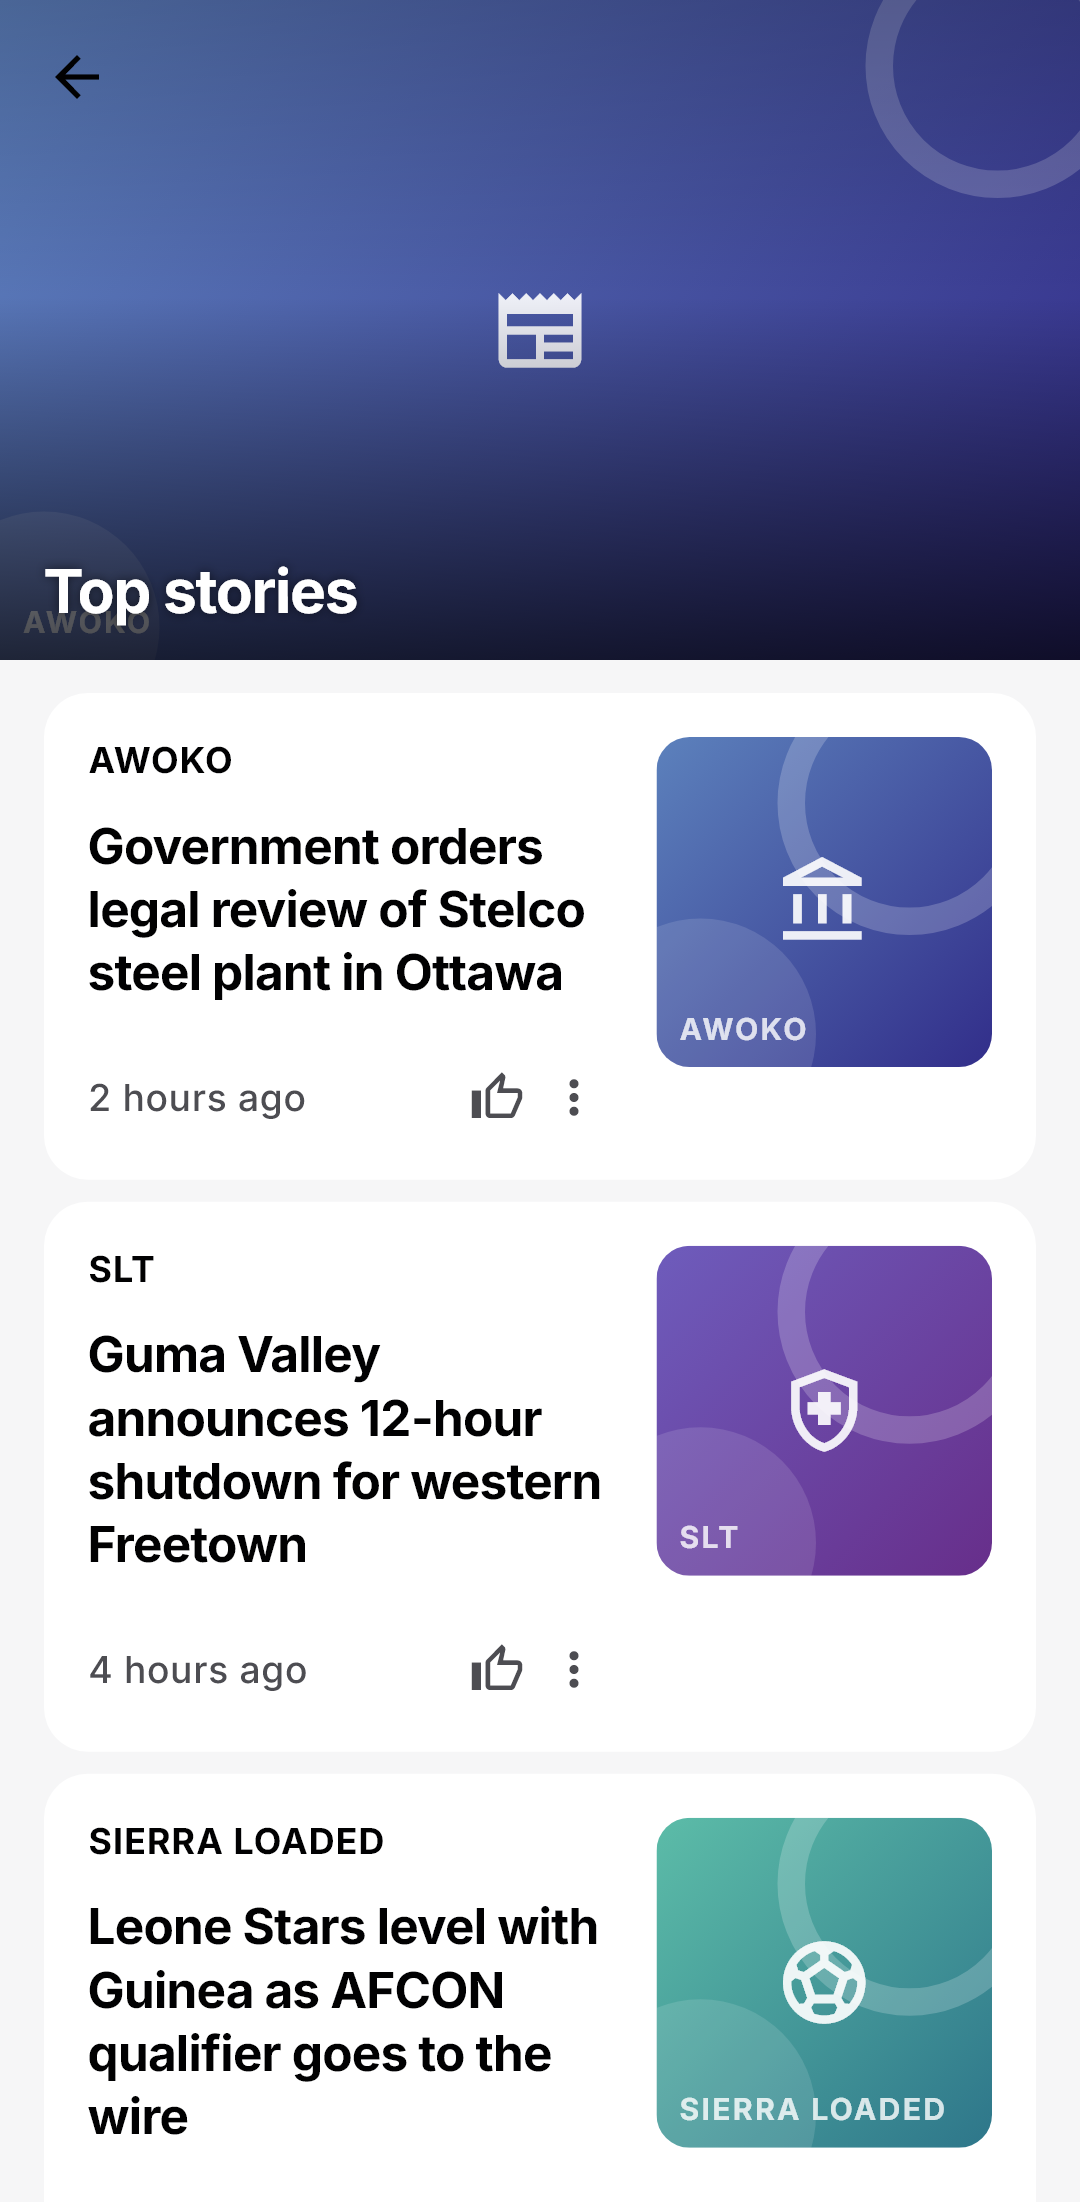 Top stories
AWOKO
AWOKO
Government orders
legal review of Stelco
steel plant in Ottawa
AWOKO
2 hours ago
SLT
Guma Valley
announces 12-hour
shutdown for western
Freetown
SLT
4 hours ago
SIERRA LOADED
Leone Stars level with
Guinea as AFCON
qualifier goes to the
wire
SIERRA LOADED